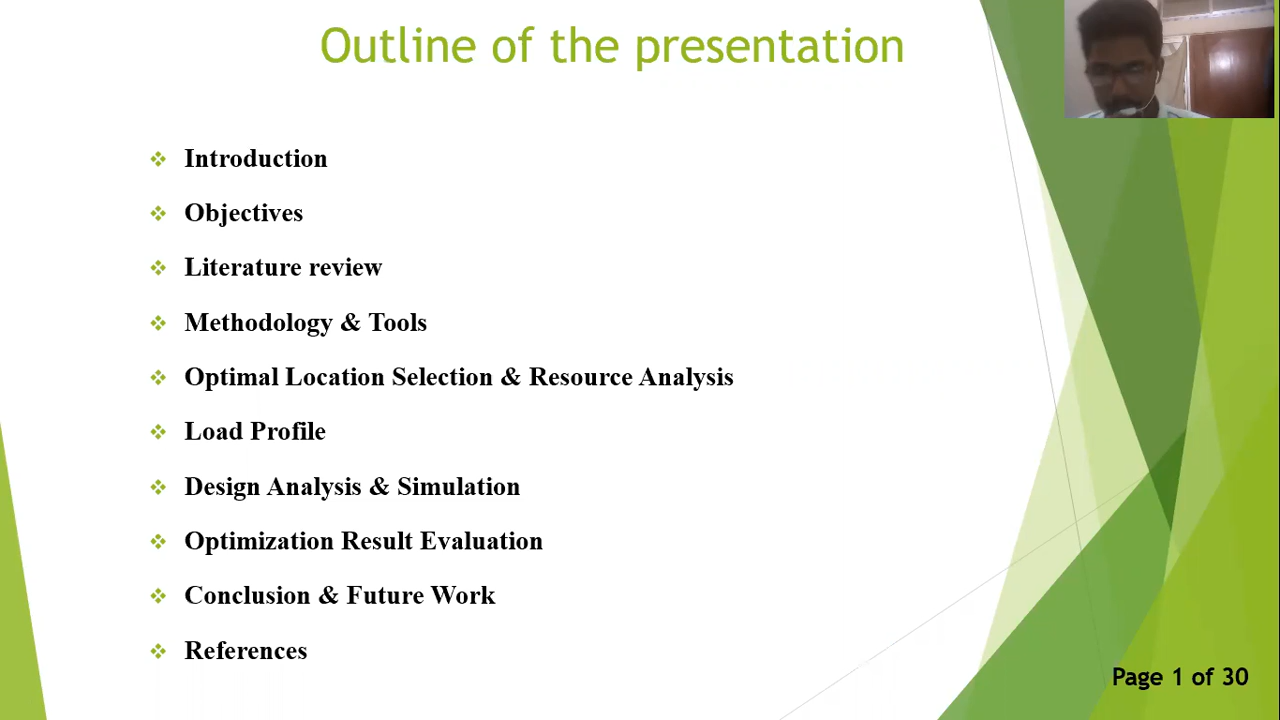 Outline of the presentation
Introduction
Objectives
Literature review
Methodology & Tools
Optimal Location Selection & Resource Analysis
Load Profile
Design Analysis & Simulation
Optimization Result Evaluation
Conclusion & Future Work
References
Page 1 of 30